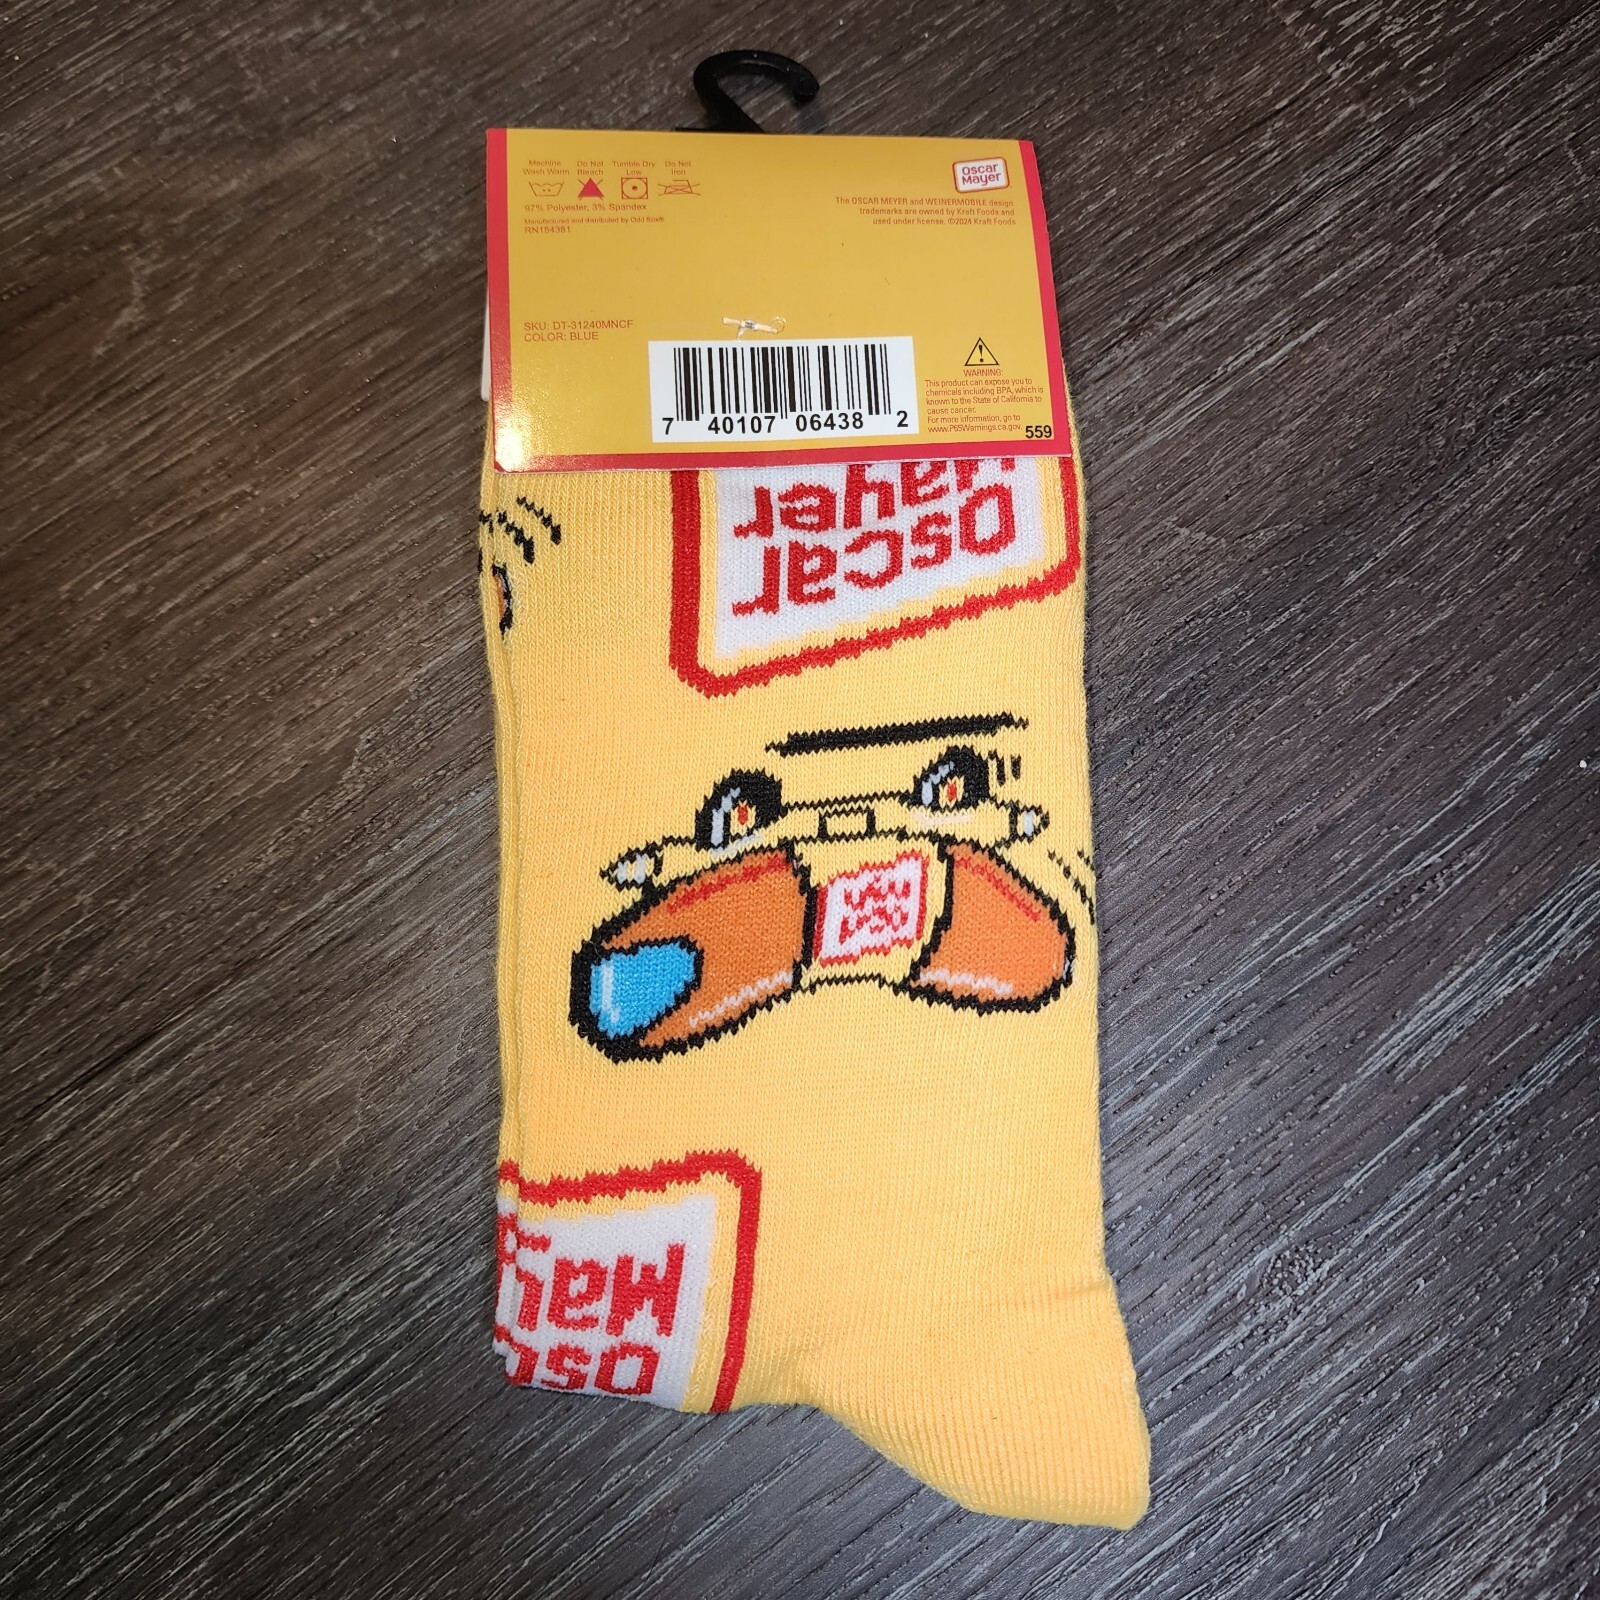 Machine Wash Warm
Do Not Bleach
Tumble Dry Low
Do Not Iron
97% Polyester, 3% Spandex
Manufactured and distributed by Odd Sox®
RN154381
Oscar
Mayer
The OSCAR MEYER and WEINERMOBILE design
trademarks are owned by Kraft Foods and
used under license. ©2024 Kraft Foods
SKU: DT-31240MNCF
COLOR: BLUE
7 40107 06438 2
WARNING:
This product can expose you to
chemicals including BPA, which is
known to the State of California to
cause cancer.
For more information, go to
www.P65Warnings.ca.gov.
559
Oscar
Mayer
Osc
May